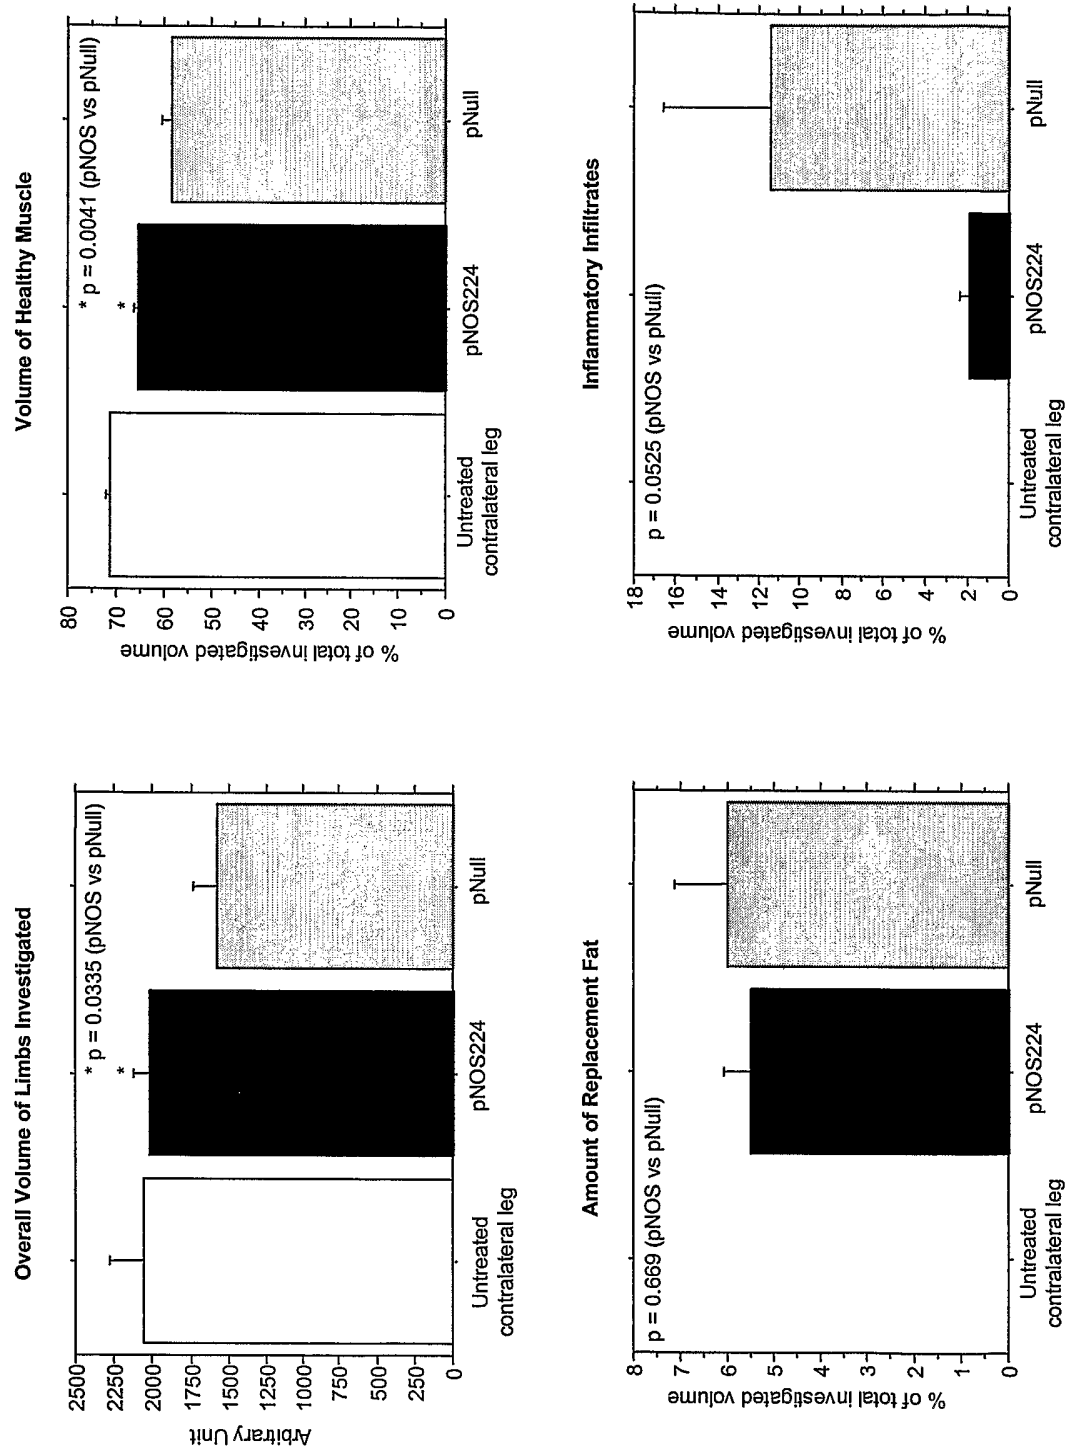 Overall Volume of Limbs Investigated
* p = 0.0335 (pNOS vs pNull)
*
Arbitrary Unit
2500
2250
2000
1750
1500
1250
1000
750
500
250
0
Untreated
contralateral leg
pNOS224
pNull
Volume of Healthy Muscle
* p = 0.0041 (pNOS vs pNull)
*
% of total investigated volume
80
70
60
50
40
30
20
10
0
Untreated
contralateral leg
pNOS224
pNull
Amount of Replacement Fat
p = 0.669 (pNOS vs pNull)
% of total investigated volume
8
7
6
5
4
3
2
1
0
Untreated
contralateral leg
pNOS224
pNull
Inflammatory Infiltrates
p = 0.0525 (pNOS vs pNull)
% of total investigated volume
18
16
14
12
10
8
6
4
2
0
Untreated
contralateral leg
pNOS224
pNull